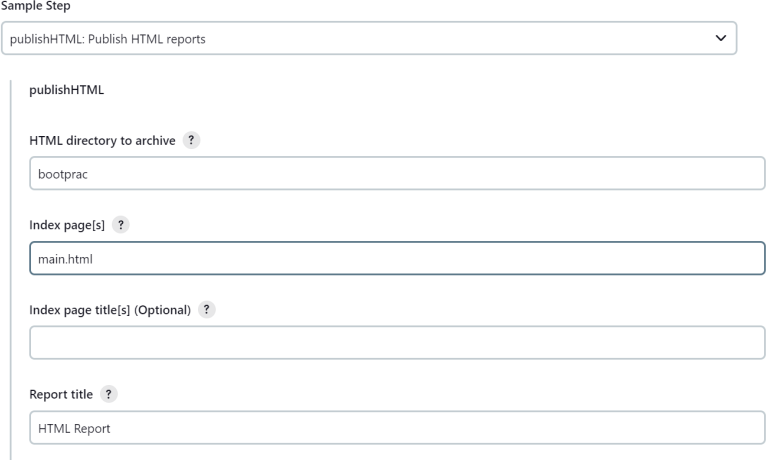 Sample Step
publishHTML: Publish HTML reports
publishHTML
HTML directory to archive ?
bootprac
Index page[s] ?
main.html
Index page title[s] (Optional) ?
Report title ?
HTML Report